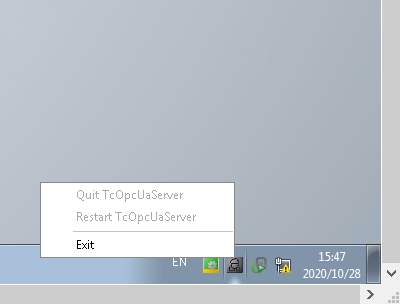 Quit TcOpcUaServer
Restart TcOpcUaServer
Exit
EN
15:47
2020/10/28